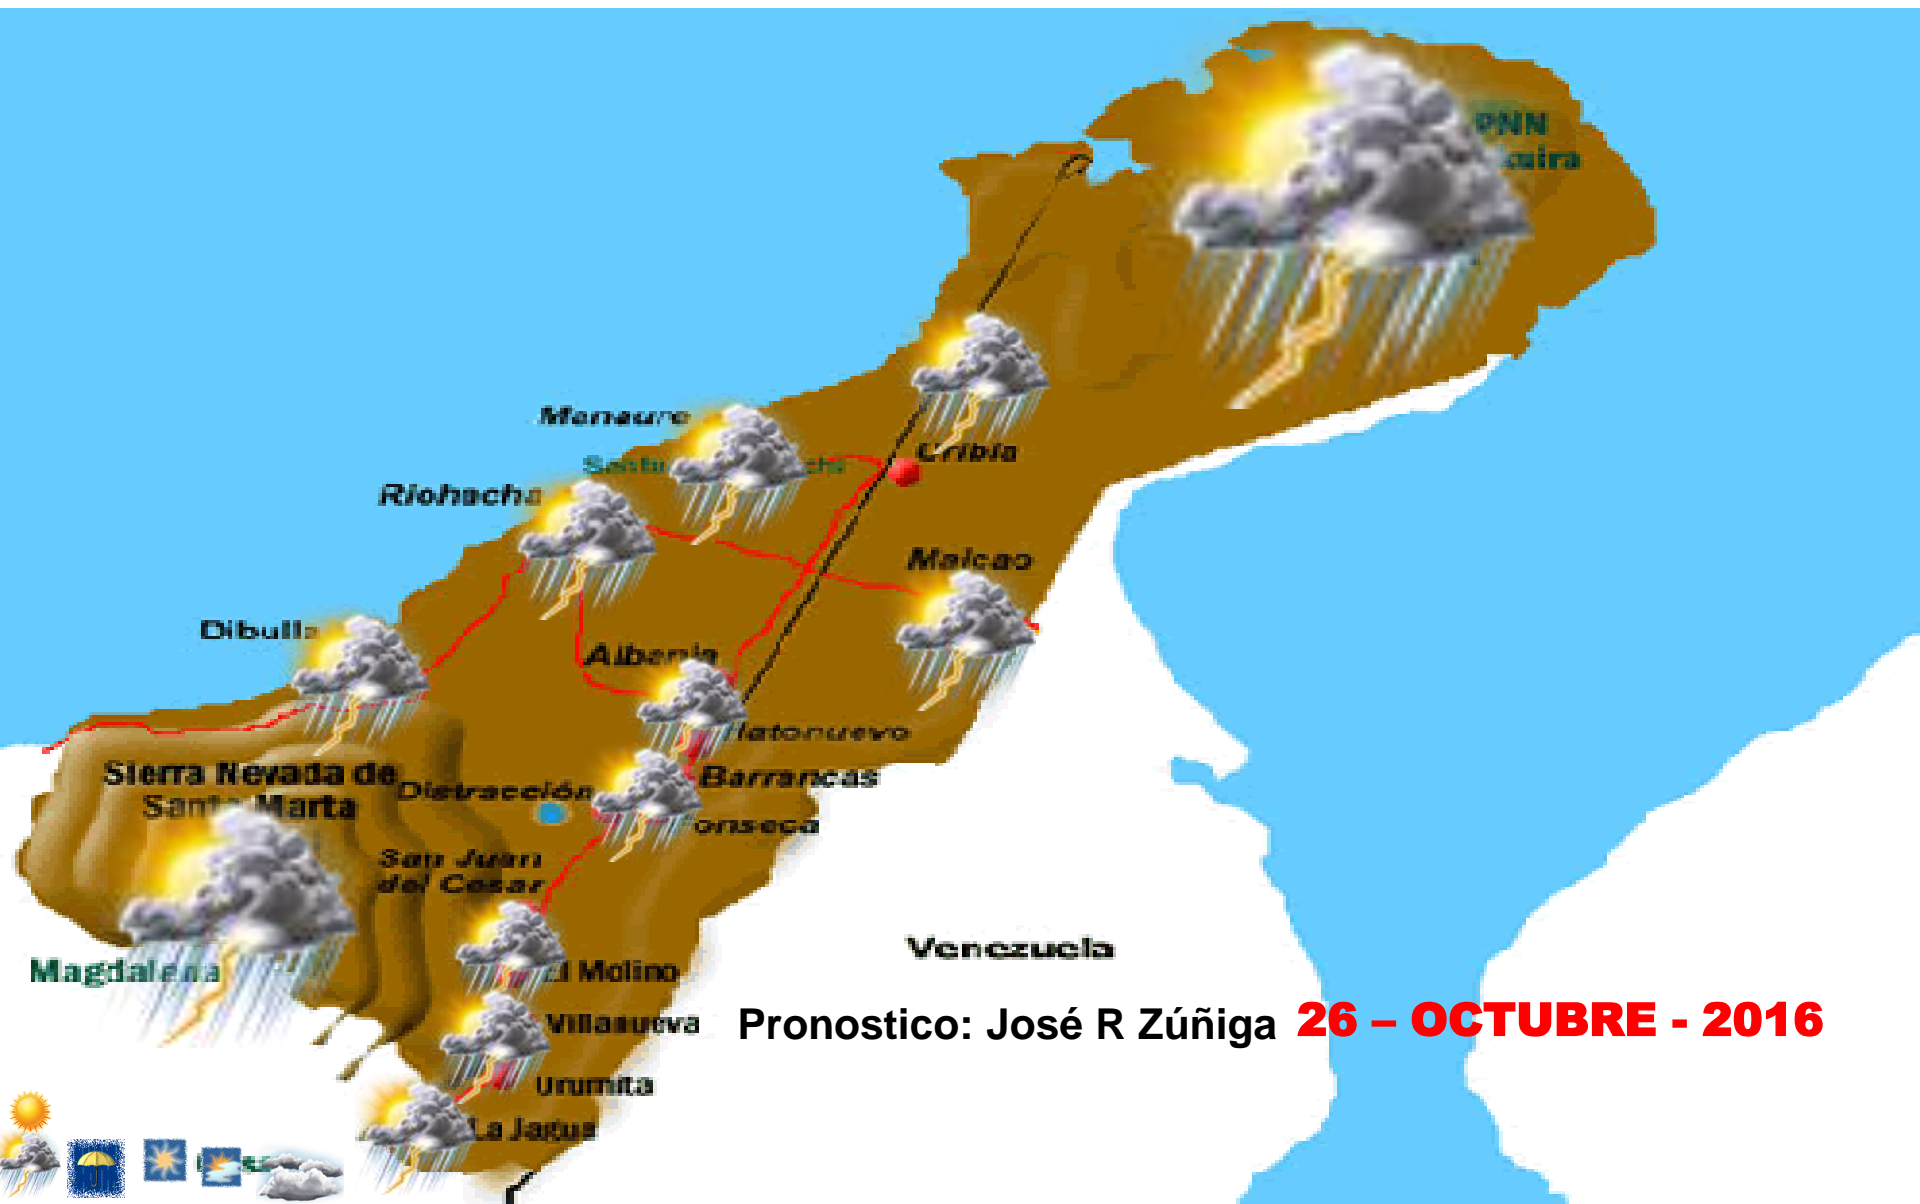 PNN
Manaure
Uribia
Riohacha
Maicao
Dibulla
Albania
Hatonuevo
Sierra Nevada de
Santa Marta
Distracción
Barrancas
onseca
San Juan
del Cesar
Venezuela
Magdalena
El Molino
Villanueva
Pronostico: José R Zúñiga 26 – OCTUBRE - 2016
Urumita
La Jagua